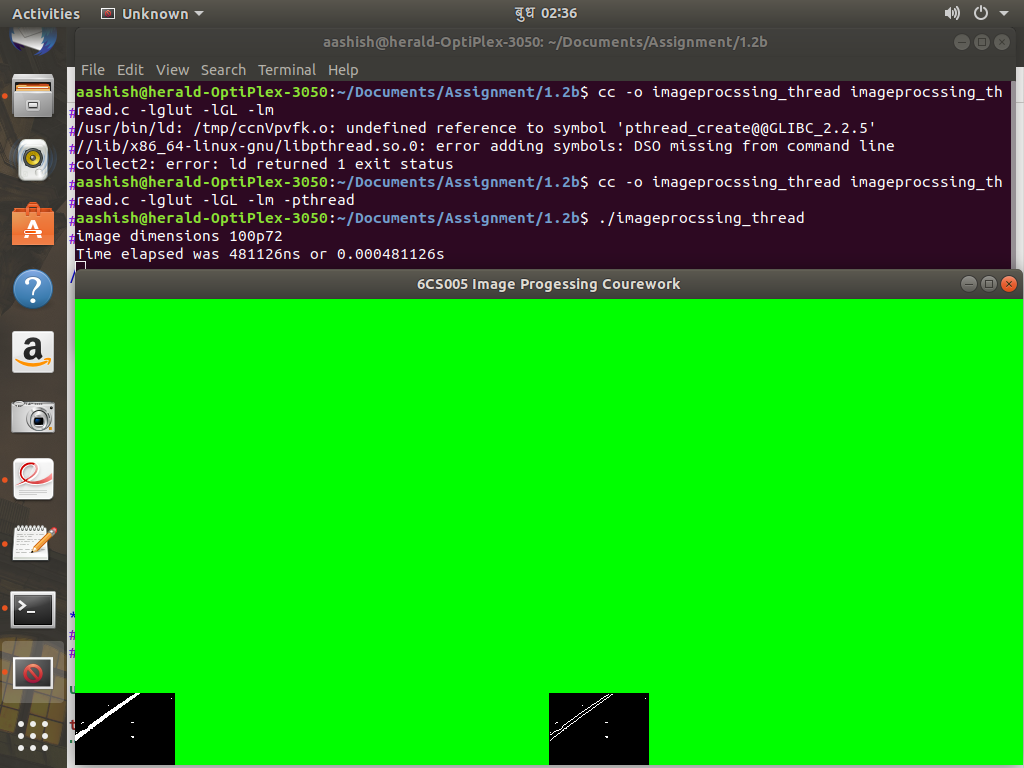 Activities Unknown बुध 02:36
aashish@herald-OptiPlex-3050: ~/Documents/Assignment/1.2b
File Edit View Search Terminal Help
aashish@herald-OptiPlex-3050:~/Documents/Assignment/1.2b$ cc -o imageprocssing_thread imageprocssing_th
read.c -lglut -lGL -lm
/usr/bin/ld: /tmp/ccnVpvfk.o: undefined reference to symbol 'pthread_create@@GLIBC_2.2.5'
//lib/x86_64-linux-gnu/libpthread.so.0: error adding symbols: DSO missing from command line
collect2: error: ld returned 1 exit status
aashish@herald-OptiPlex-3050:~/Documents/Assignment/1.2b$ cc -o imageprocssing_thread imageprocssing_th
read.c -lglut -lGL -lm -pthread
aashish@herald-OptiPlex-3050:~/Documents/Assignment/1.2b$ ./imageprocssing_thread
image dimensions 100p72
Time elapsed was 481126ns or 0.000481126s
6CS005 Image Progessing Courework